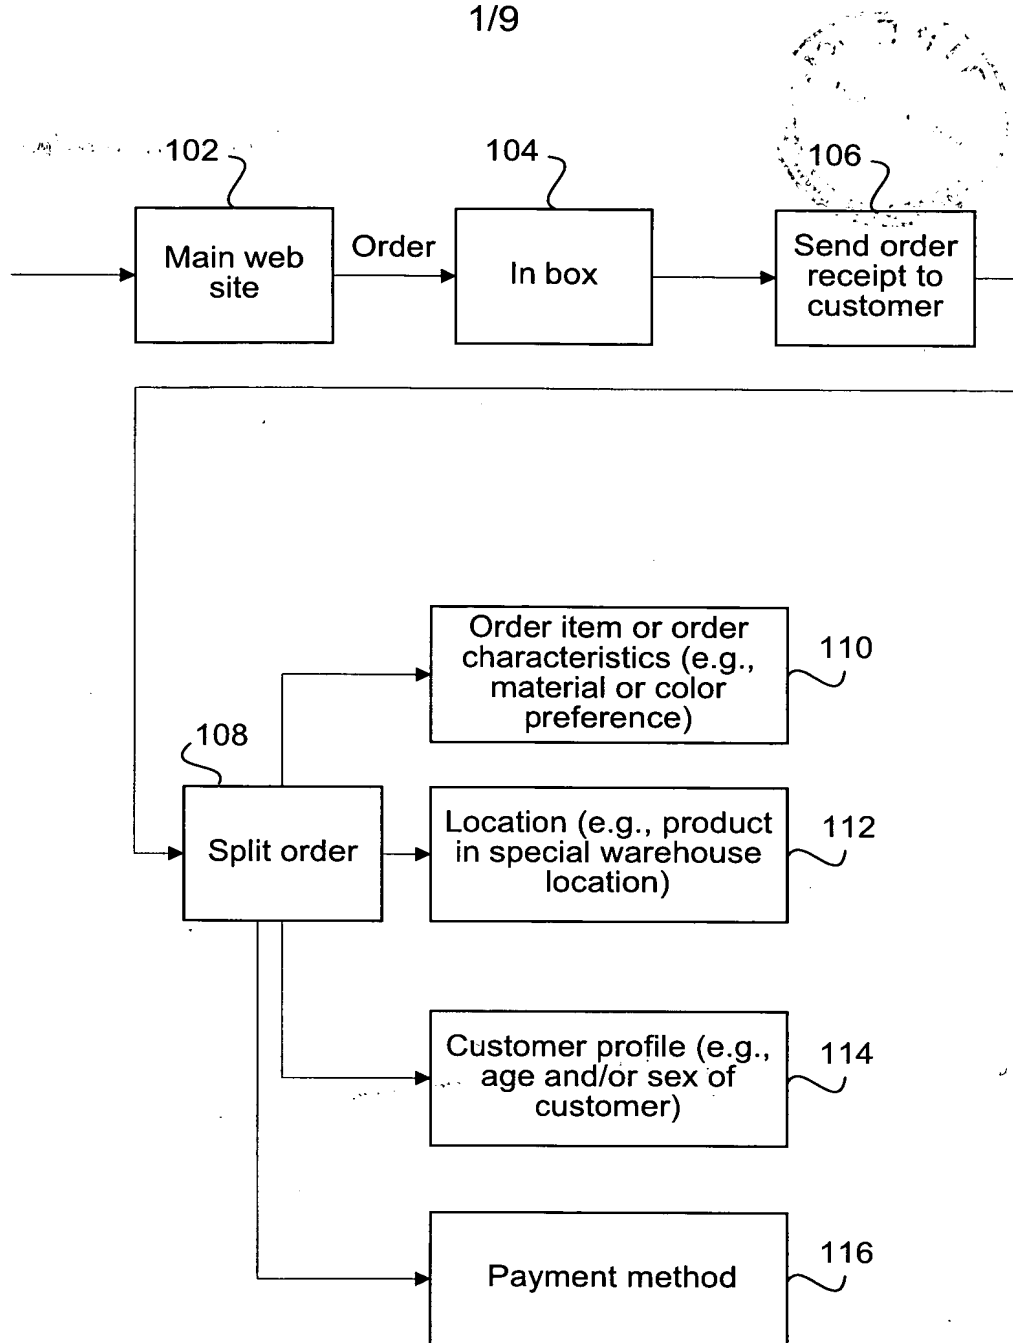 1/9
102
104
106
Main web
site
Order
In box
Send order
receipt to
customer
Order item or order
characteristics (e.g.,
material or color
preference)
110
108
Split order
Location (e.g., product
in special warehouse
location)
112
Customer profile (e.g.,
age and/or sex of
customer)
114
Payment method
116